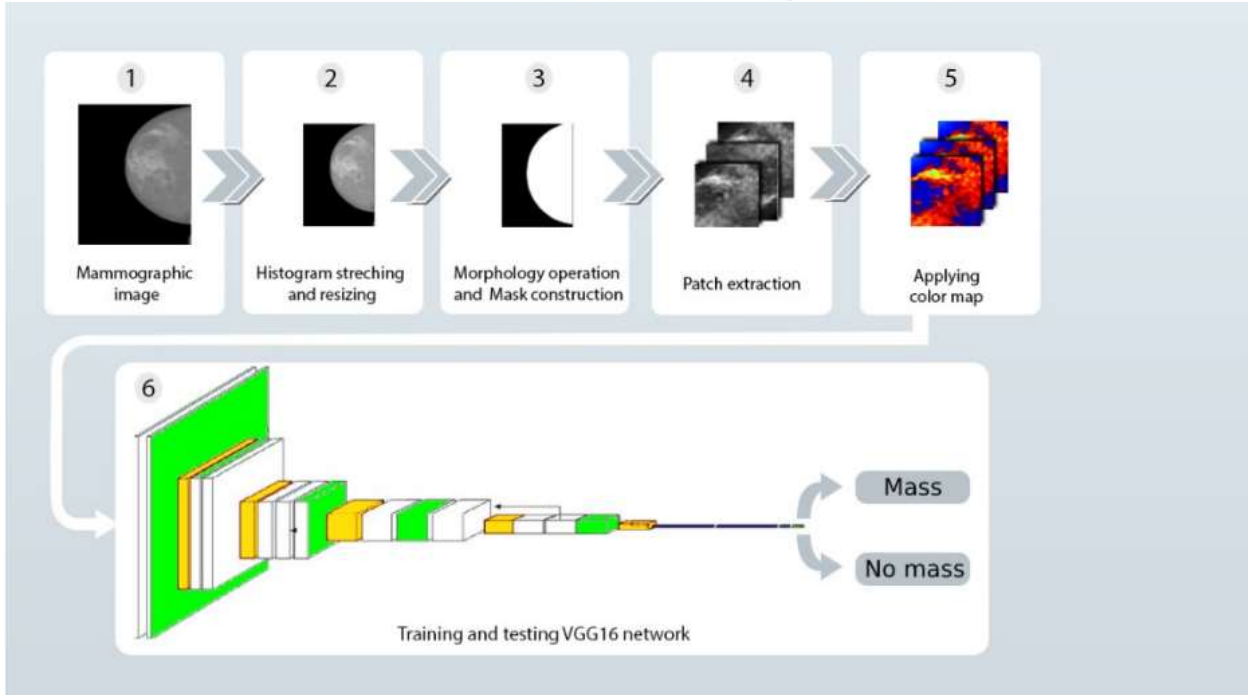 1
Mammographic
image
2
Histogram streching
and resizing
3
Morphology operation
and Mask construction
4
Patch extraction
5
Applying
color map
6
Mass
No mass
Training and testing VGG16 network